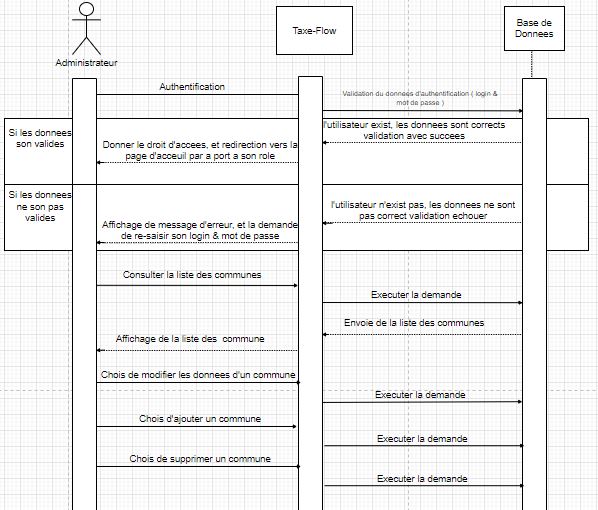 Administrateur
Taxe-Flow
Base de
Donnees
Authentification
Validation du donnees d'authentification ( login &
mot de passe )
Si les donnees
son valides
l'utilisateur exist, les donnees sont corrects
validation avec succees
Donner le droit d'accees, et redirection vers la
page d'acceuil par a port a son role
Si les donnees
ne son pas
valides
l'utilisateur n'exist pas, les donnees ne sont
pas correct validation echouer
Affichage de message d'erreur, et la demande
de re-saisir son login & mot de passe
Consulter la liste des communes
Executer la demande
Envoie de la liste des communes
Affichage de la liste des commune
Chois de modifier les donnees d'un commune
Executer la demande
Chois d'ajouter un commune
Executer la demande
Chois de supprimer un commune
Executer la demande